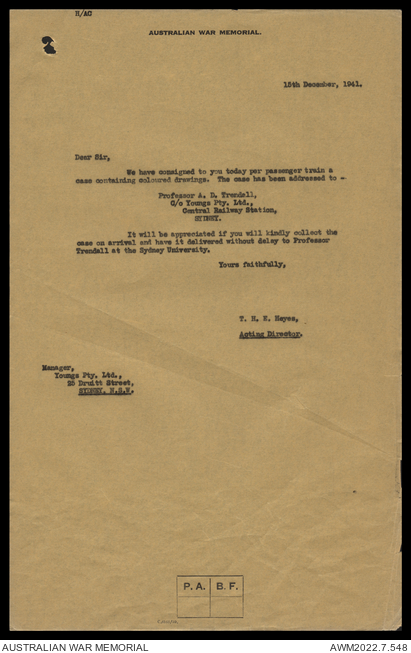 H/AC
AUSTRALIAN WAR MEMORIAL.
15th December, 1941.
Dear Sir,
We have consigned to you today per passenger train a
case containing coloured drawings. The case has been addressed to -
Professor A. D. Trendall,
C/o Youngs Pty. Ltd.,
Central Railway Station,
SYDNEY.
It will be appreciated if you will kindly collect the
case on arrival and have it delivered without delay to Professor
Trendall at the Sydney University.
Yours faithfully,
T. H. E. Heyes,
Acting Director.
Manager,
Youngs Pty. Ltd.,
25 Druitt Street,
SYDNEY. N.S.W.
P. A. B. F.
AUSTRALIAN WAR MEMORIAL AWM2022.7.548